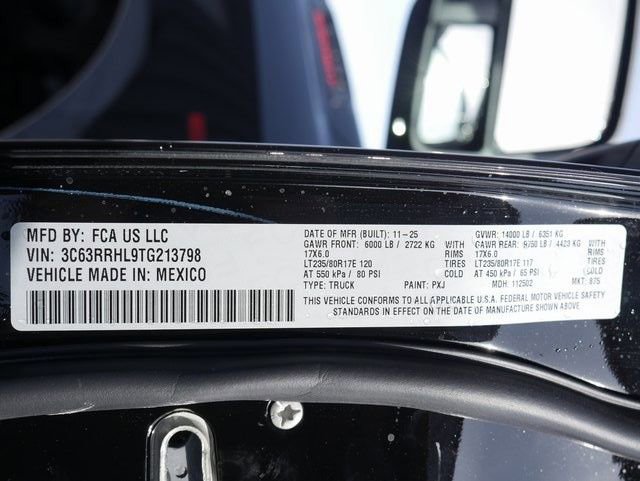 MFD BY: FCA US LLC
VIN: 3C63RRHL9TG213798
VEHICLE MADE IN: MEXICO
DATE OF MFR (BUILT): 11-25
GAWR FRONT: 6000 LB / 2722 KG
17X6.0
LT235/80R17E 120
AT 550 kPa / 80 PSI
TYPE: TRUCK
WITH
RIMS
TIRES
COLD
PAINT: PXJ
GVWR: 14000 LB / 6351 KG
GAWR REAR: 9750 LB / 4423 KG
17X6.0
LT235/80R17E 117
AT 450 kPa / 65 PSI
MDH: 112502
WITH
RIMS
TIRES
COLD
MKT: 875
THIS VEHICLE CONFORMS TO ALL APPLICABLE U.S.A. FEDERAL MOTOR VEHICLE SAFETY
STANDARDS IN EFFECT ON THE DATE OF MANUFACTURE SHOWN ABOVE